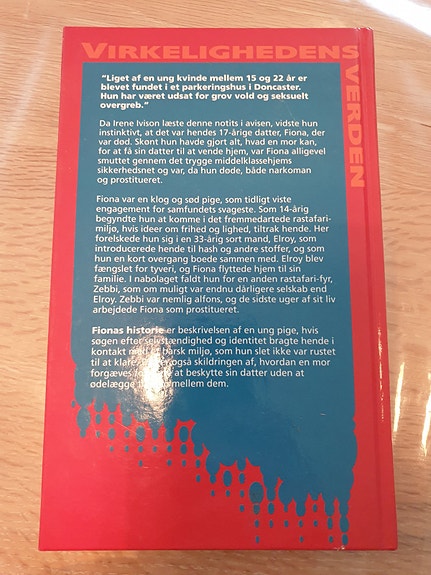 VIRKELIGHEDENS
VERDEN
“Liget af en ung kvinde mellem 15 og 22 år er
blevet fundet i et parkeringshus i Doncaster.
Hun har været udsat for grov vold og seksuelt
overgreb.”
Da Irene Ivison læste denne notits i avisen, vidste hun
instinktivt, at det var hendes 17-årige datter, Fiona, der
var død. Skønt hun havde gjort alt, hvad en mor kan,
for at få sin datter til at vende hjem, var Fiona alligevel
smuttet gennem det trygge middelklassehjems
sikkerhedsnet og var, da hun døde, både narkoman
og prostitueret.
Fiona var en klog og sød pige, som tidligt viste
engagement for samfundets svageste. Som 14-årig
begyndte hun at komme i det fremmedartede rastafari-
miljø, hvis ideer om frihed og lighed, tiltrak hende. Her
forelskede hun sig i en 33-årig sort mand, Elroy, som
introducerede hende til hash og andre stoffer, og som
hun en kort overgang boede sammen med. Elroy blev
fængslet for tyveri, og Fiona flyttede hjem til sin
familie. I nabolaget faldt hun for en anden rastafari-fyr,
Zebbi, som om muligt var endnu dårligere selskab end
Elroy. Zebbi var nemlig alfons, og de sidste uger af sit liv
arbejdede Fiona som prostitueret.
Fionas historie er beskrivelsen af en ung pige, hvis
søgen efter selvstændighed og identitet bragte hende i
kontakt med et barsk miljø, som hun slet ikke var rustet
til at klare. også skildringen af, hvordan en mor
forgæves at beskytte sin datter uden at
ødelægge mellem dem.